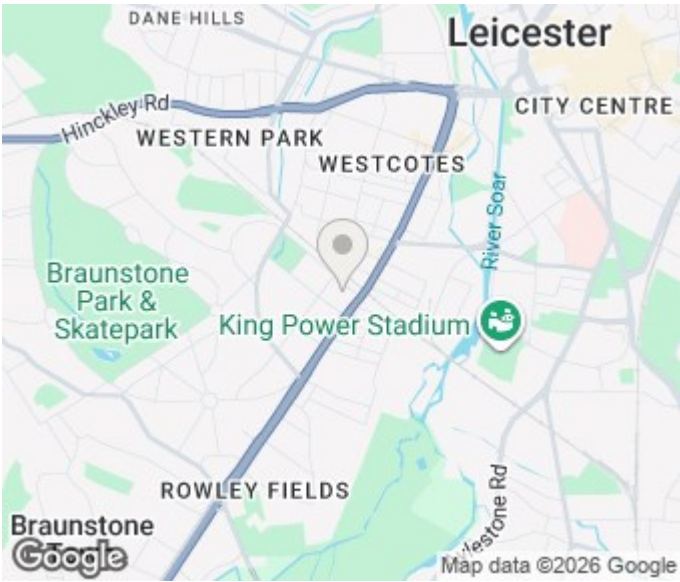 DANE HILLS
Leicester
Hinckley Rd
CITY CENTRE
WESTERN PARK
WESTCOTES
River Soar
Braunstone
Park &
Skatepark
King Power Stadium
ROWLEY FIELDS
Braunstone
Google
Map data ©2026 Google